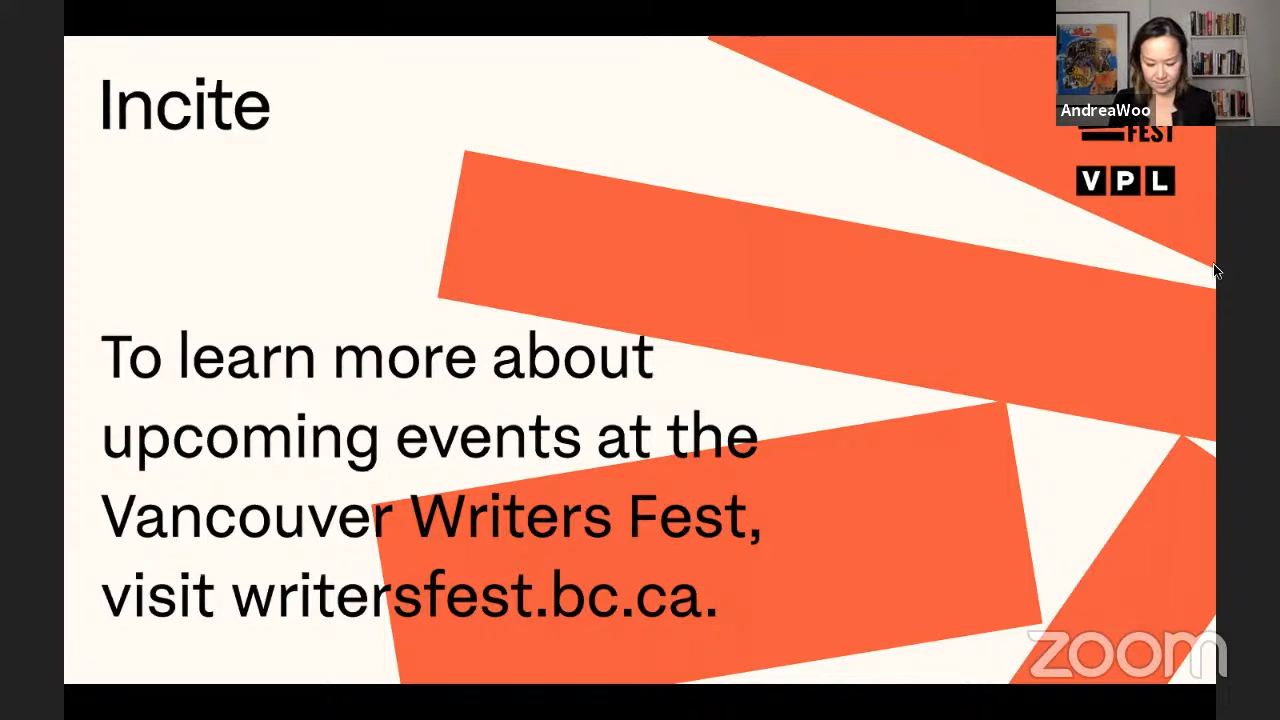 Incite
AndreaWoo
FEST
VPL
To learn more about
upcoming events at the
Vancouver Writers Fest,
visit writersfest.bc.ca.
zoom